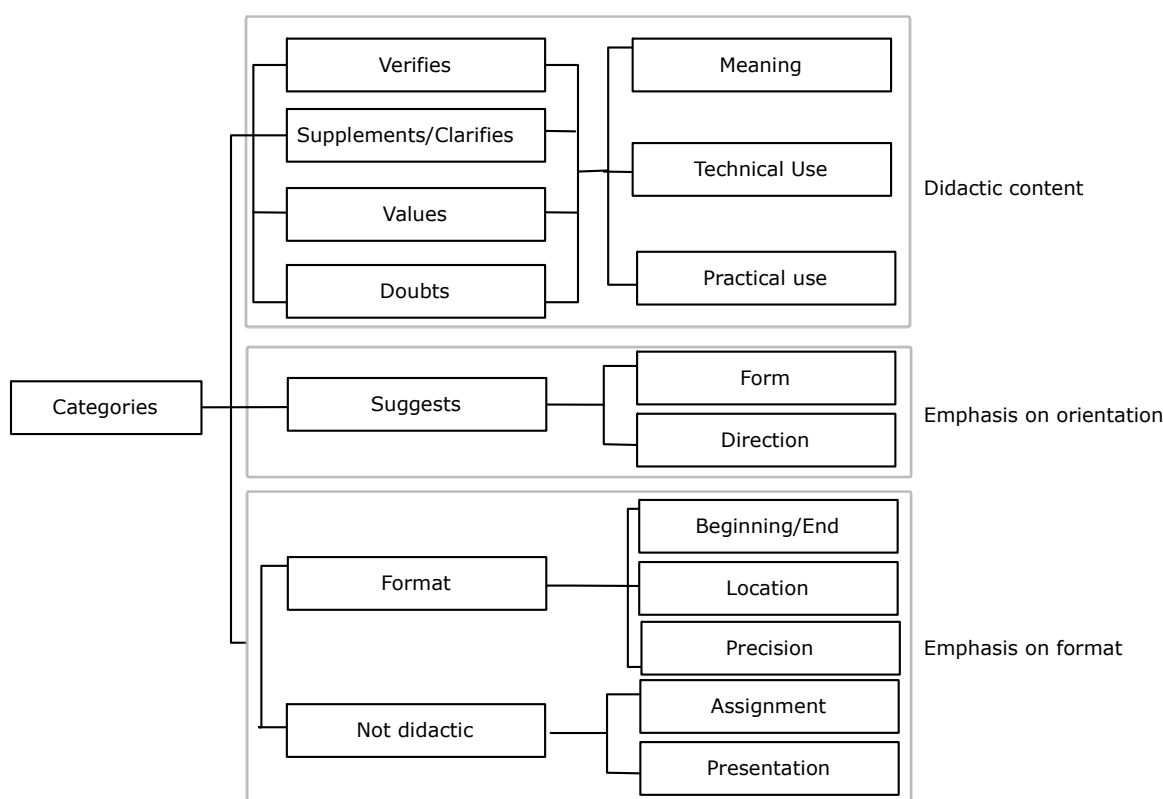 Verifies
Supplements/Clarifies
Values
Doubts
Meaning
Technical Use
Practical use
Didactic content
Categories
Suggests
Form
Direction
Emphasis on orientation
Format
Not didactic
Beginning/End
Location
Precision
Assignment
Presentation
Emphasis on format